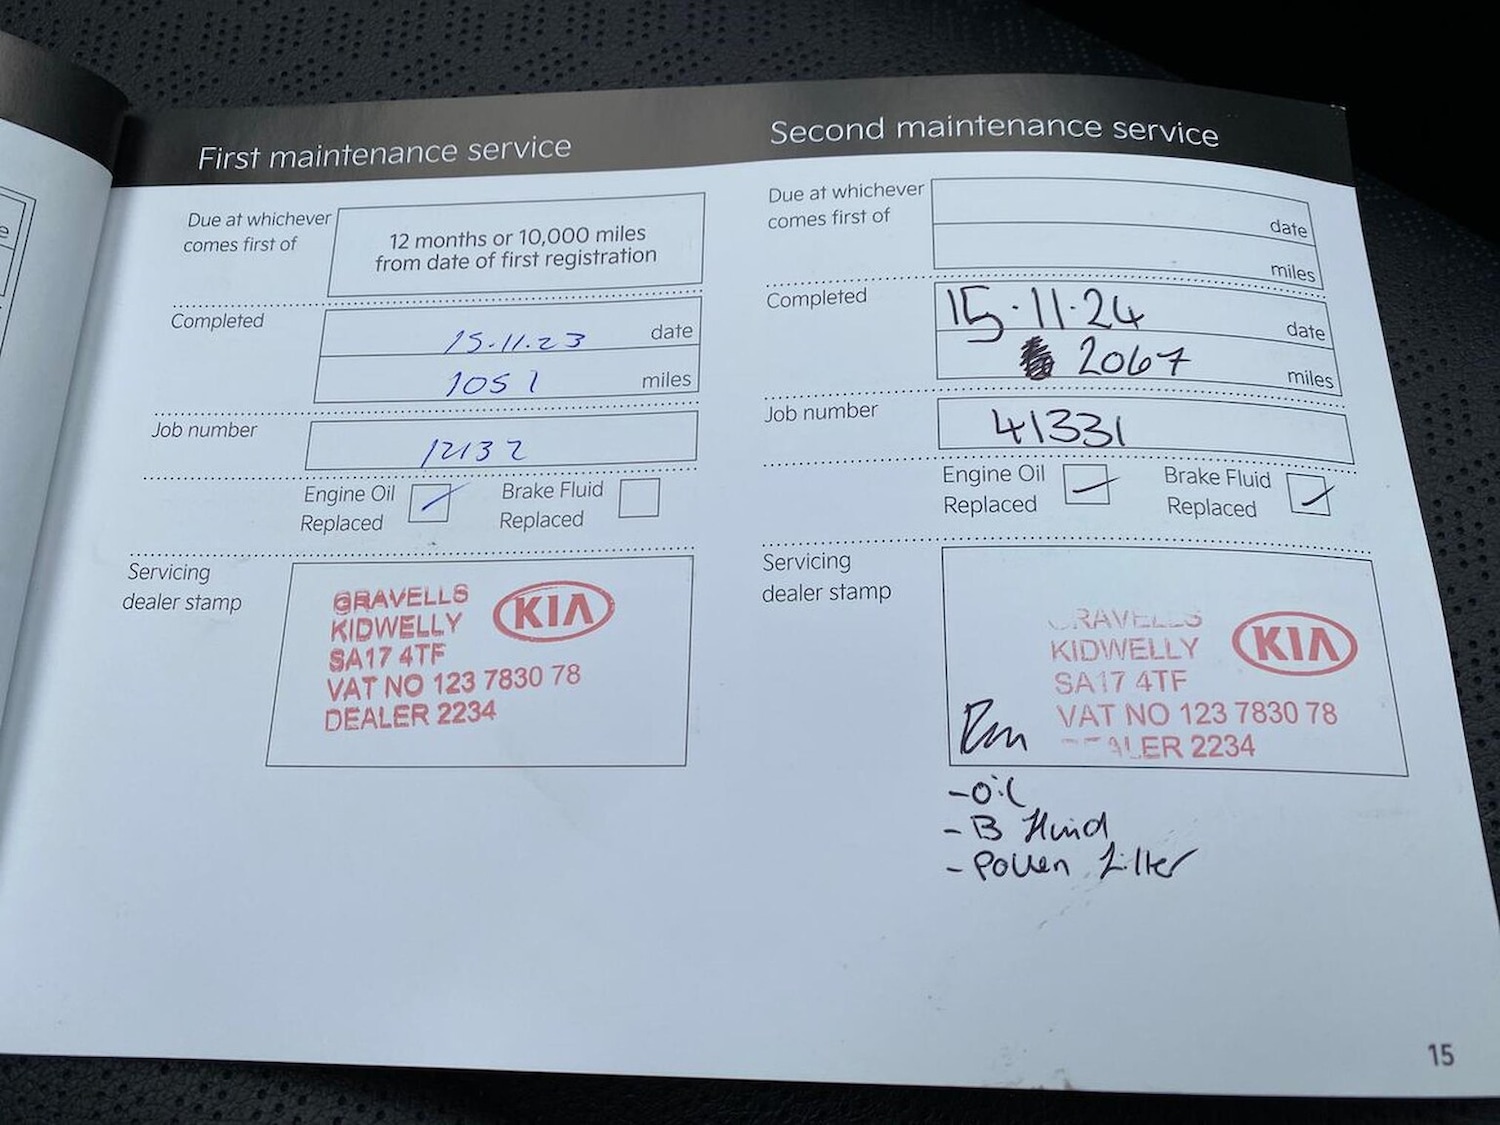 First maintenance service
Due at whichever
comes first of
12 months or 10,000 miles
from date of first registration
Completed
15.11.23 date
1051 miles
Job number
12132
Engine Oil
Replaced
Brake Fluid
Replaced
Servicing
dealer stamp
GRAVELLS
KIDWELLY
SA17 4TF
VAT NO 123 7830 78
DEALER 2234
KIA
Second maintenance service
Due at whichever
comes first of
date
miles
Completed
15.11.24 date
2067 miles
Job number
41331
Engine Oil
Replaced
Brake Fluid
Replaced
Servicing
dealer stamp
GRAVELLS
KIDWELLY
SA17 4TF
VAT NO 123 7830 78
DEALER 2234
KIA
- Oil
- B Fluid
- Pollen Filter
15